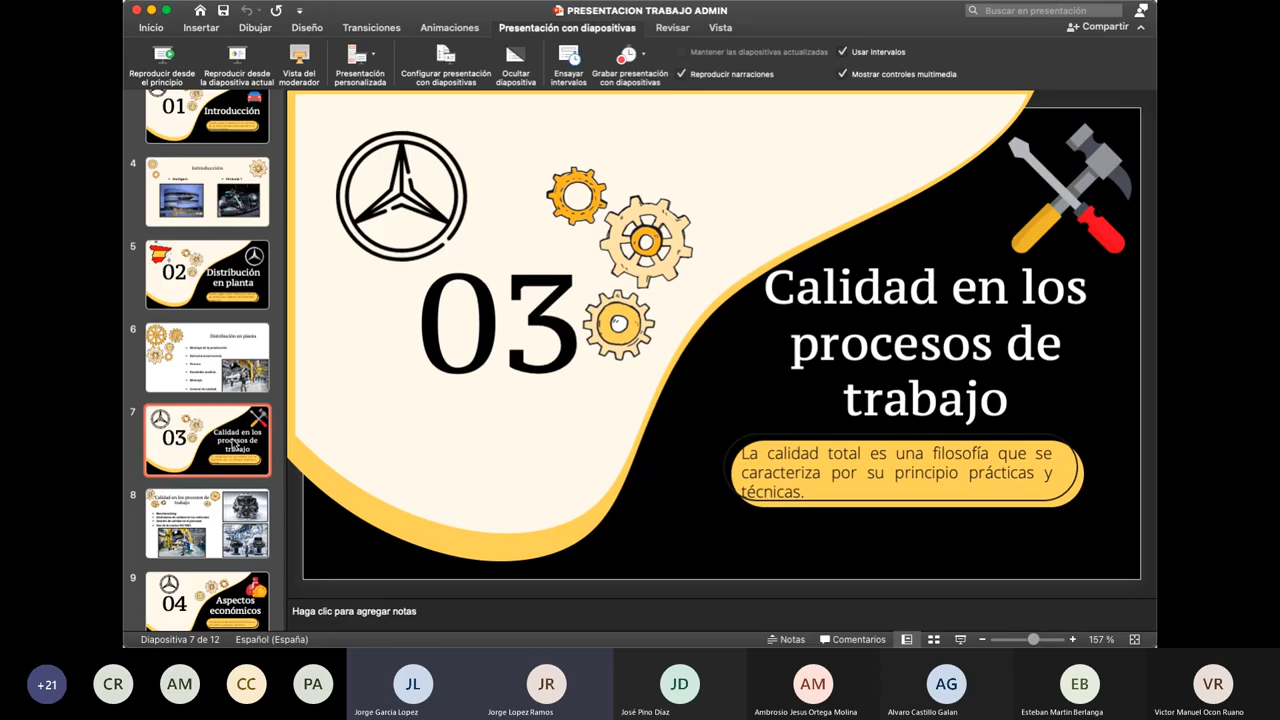 PRESENTACION TRABAJO ADMIN
Buscar en presentación
Inicio Insertar Dibujar Diseño Transiciones Animaciones Presentación con diapositivas Revisar Vista
Compartir
Reproducir desde el principio
Reproducir desde la diapositiva actual
Vista del moderador
Presentación personalizada
Configurar presentación con diapositivas
Ocultar diapositiva
Ensayar intervalos
Grabar presentación con diapositivas
Mantener las diapositivas actualizadas
Reproducir narraciones
Usar intervalos
Mostrar controles multimedia
01
Introducción
4
Introducción
5
02
Distribución
en planta
6
Distribución en planta
7
03
Calidad en los
procesos de
trabajo
8
Calidad en los procesos de
trabajo
9
04
Aspectos
económicos
03
Calidad en los
procesos de
trabajo
La calidad total es una filosofía que se
caracteriza por su principio prácticas y
técnicas.
Haga clic para agregar notas
Diapositiva 7 de 12 Español (España)
Notas Comentarios 157 %
+21 CR AM CC PA JL JR JD AM AG EB VR
Jorge Garcia Lopez
Jorge Lopez Ramos
José Pino Díaz
Ambrosio Jesus Ortega Molina
Alvaro Castillo Galan
Esteban Martin Berlanga
Victor Manuel Ocon Ruano